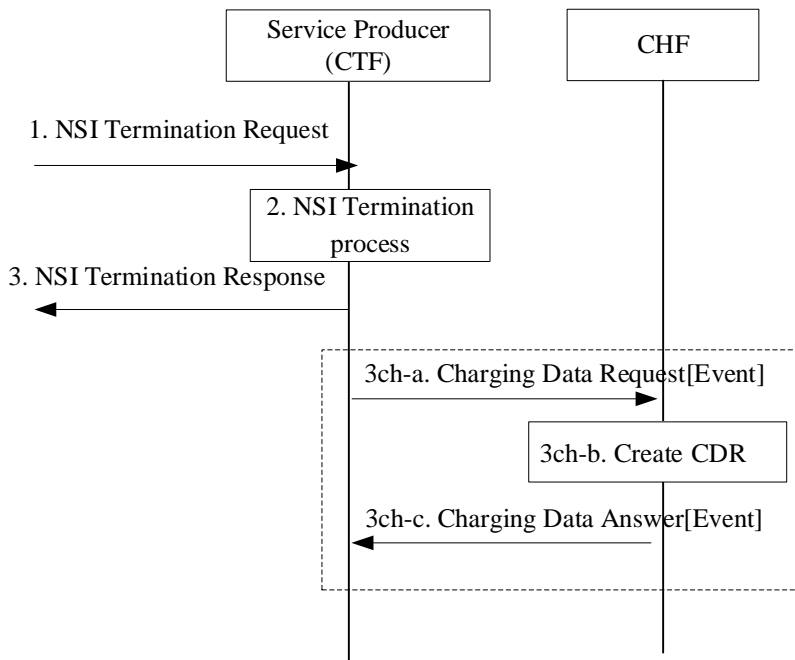 Service Producer
(CTF)
CHF
1. NSI Termination Request
2. NSI Termination
process
3. NSI Termination Response
3ch-a. Charging Data Request[Event]
3ch-b. Create CDR
3ch-c. Charging Data Answer[Event]